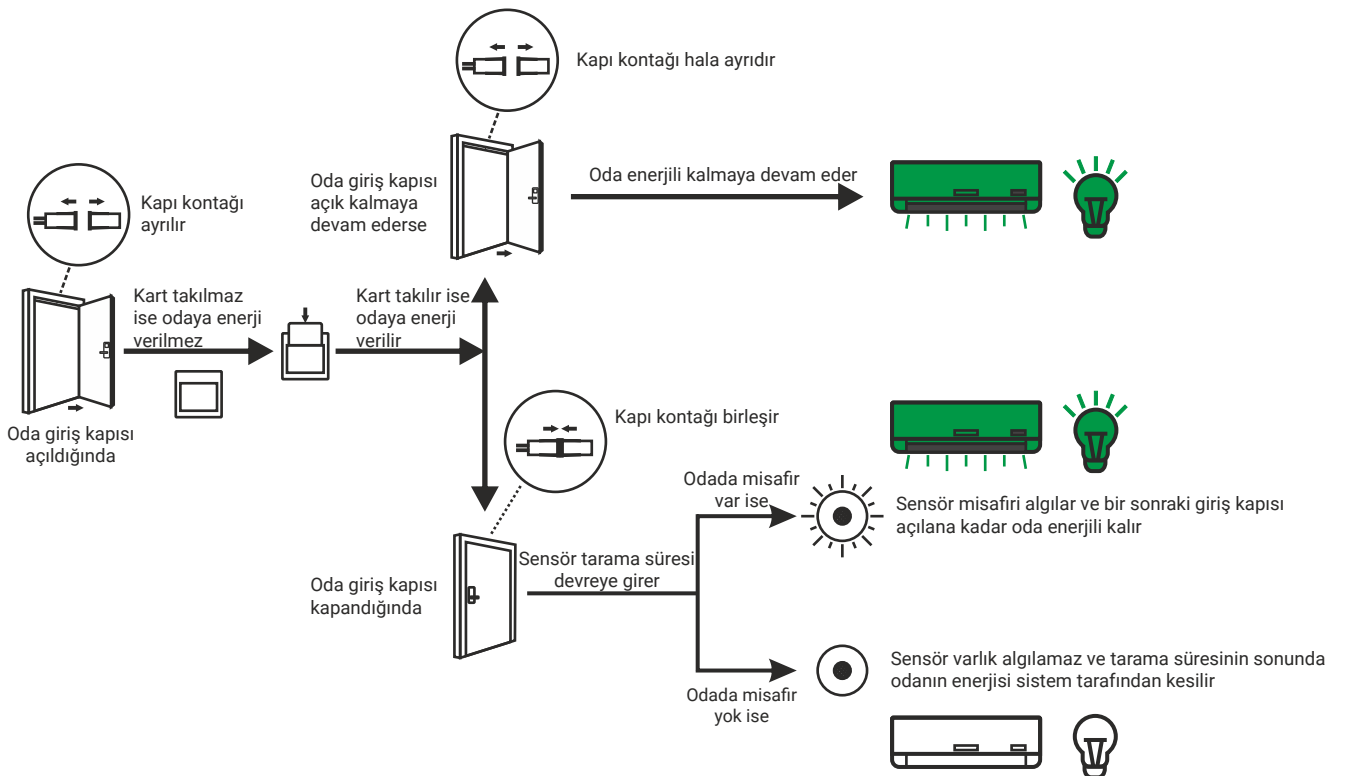 Kapı kontağı hala ayrıdır
Kapı kontağı
ayrılır
Oda giriş kapısı
açık kalmaya
devam ederse
Oda enerjili kalmaya devam eder
Kart takılmaz
ise odaya enerji
verilmez
Kart takılır ise
odaya enerji
verilir
Oda giriş kapısı
açıldığında
Kapı kontağı birleşir
Odada misafir
var ise
Sensör misafiri algılar ve bir sonraki giriş kapısı
açılana kadar oda enerjili kalır
Oda giriş kapısı
kapandığında
Sensör tarama süresi
devreye girer
Sensör varlık algılamaz ve tarama süresinin sonunda
odanın enerjisi sistem tarafından kesilir
Odada misafir
yok ise